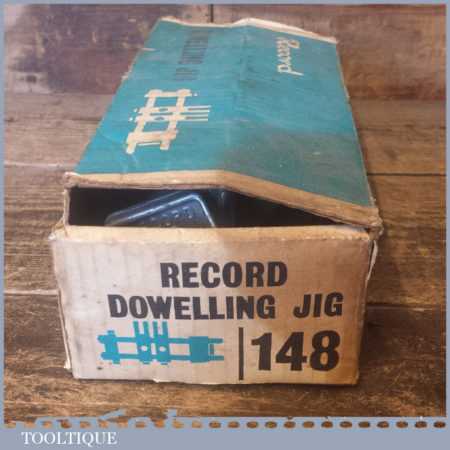 Record
RECORD
DOWELLING JIG
148
TOOLTIQUE